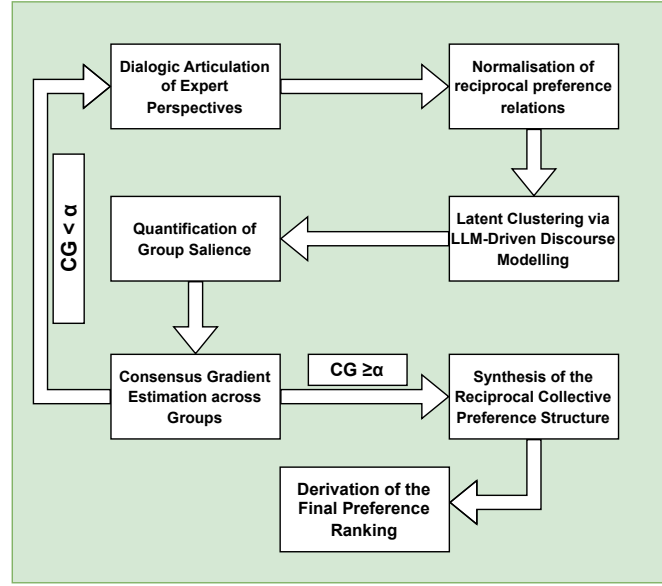 Dialogic Articulation
of Expert
Perspectives
Normalisation of
reciprocal preference
relations
CG < α
Quantification of
Group Salience
Latent Clustering via
LLM-Driven Discourse
Modelling
Consensus Gradient
Estimation across
Groups
CG ≥α
Synthesis of the
Reciprocal Collective
Preference Structure
Derivation of the
Final Preference
Ranking